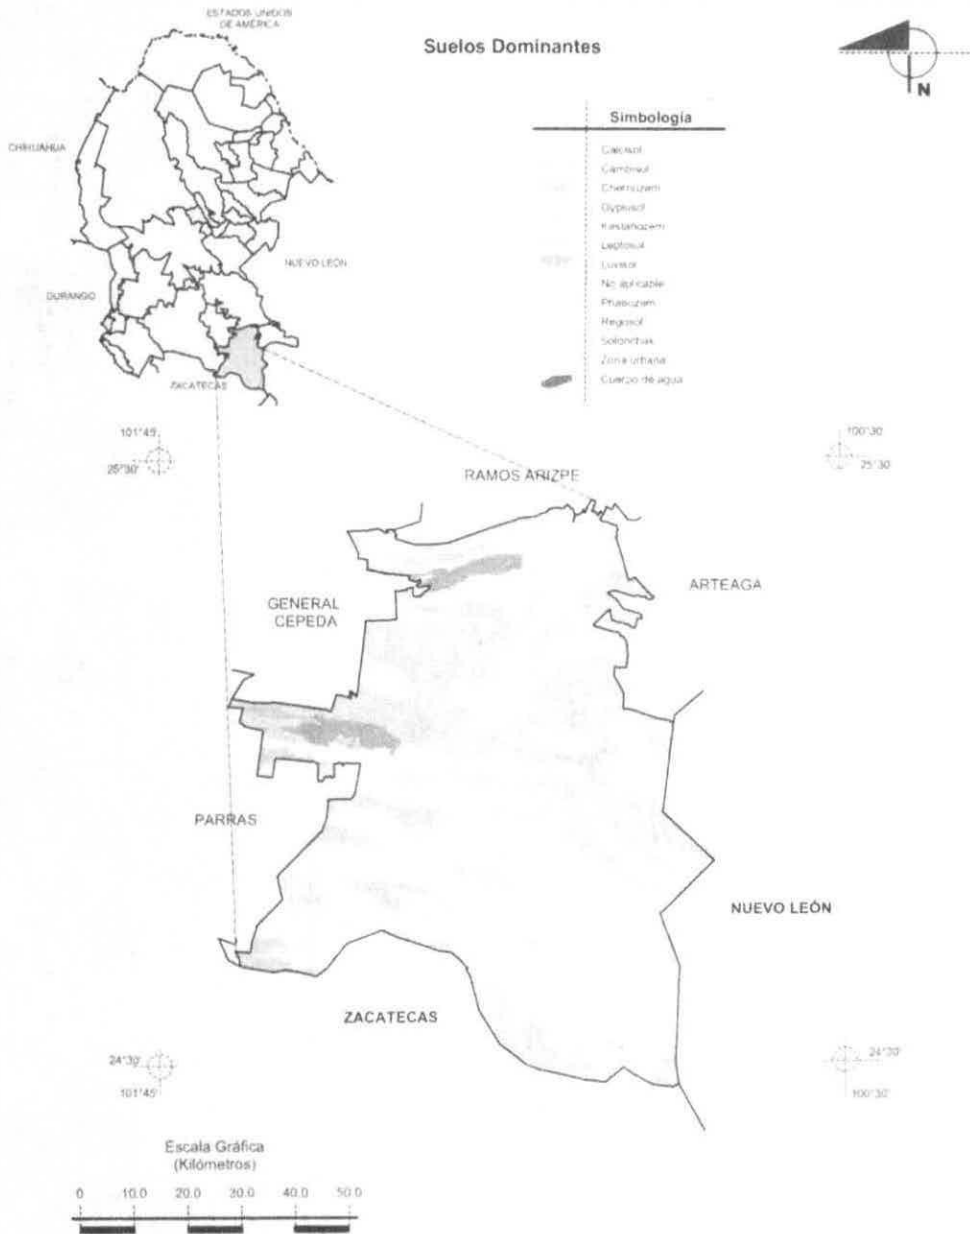 ESTADOS UNIDOS
DE AMÉRICA
Suelos Dominantes
N
Simbología
CHIHUAHUA
Calcisol
Cambisol
Chernozem
Gypsisol
Kastañozem
Leptosol
Luvisol
No aplicable
Phaeozem
Regosol
Solonchak
Zona urbana
Cuerpo de agua
NUEVO LEÓN
DURANGO
ZACATECAS
101°45'
25°30'
100°30'
25°30'
RAMOS ARIZPE
ARTEAGA
GENERAL
CEPEDA
PARRAS
NUEVO LEÓN
ZACATECAS
24°30'
101°45'
24°30'
100°30'
Escala Gráfica
(Kilómetros)
0 10.0 20.0 30.0 40.0 50.0